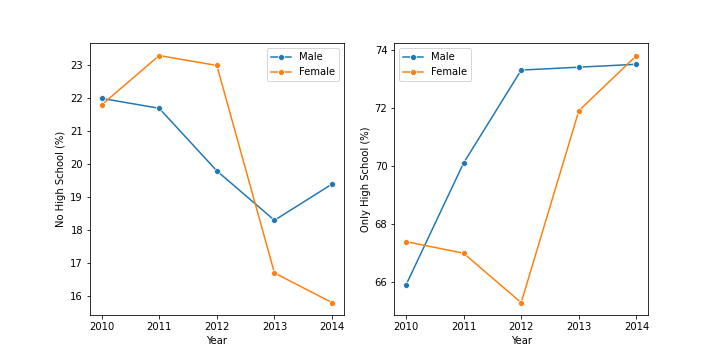 No High School (%)
23
22
21
20
19
18
17
16
2010 2011 2012 2013 2014
Year
Male
Female
Only High School (%)
74
72
70
68
66
2010 2011 2012 2013 2014
Year
Male
Female